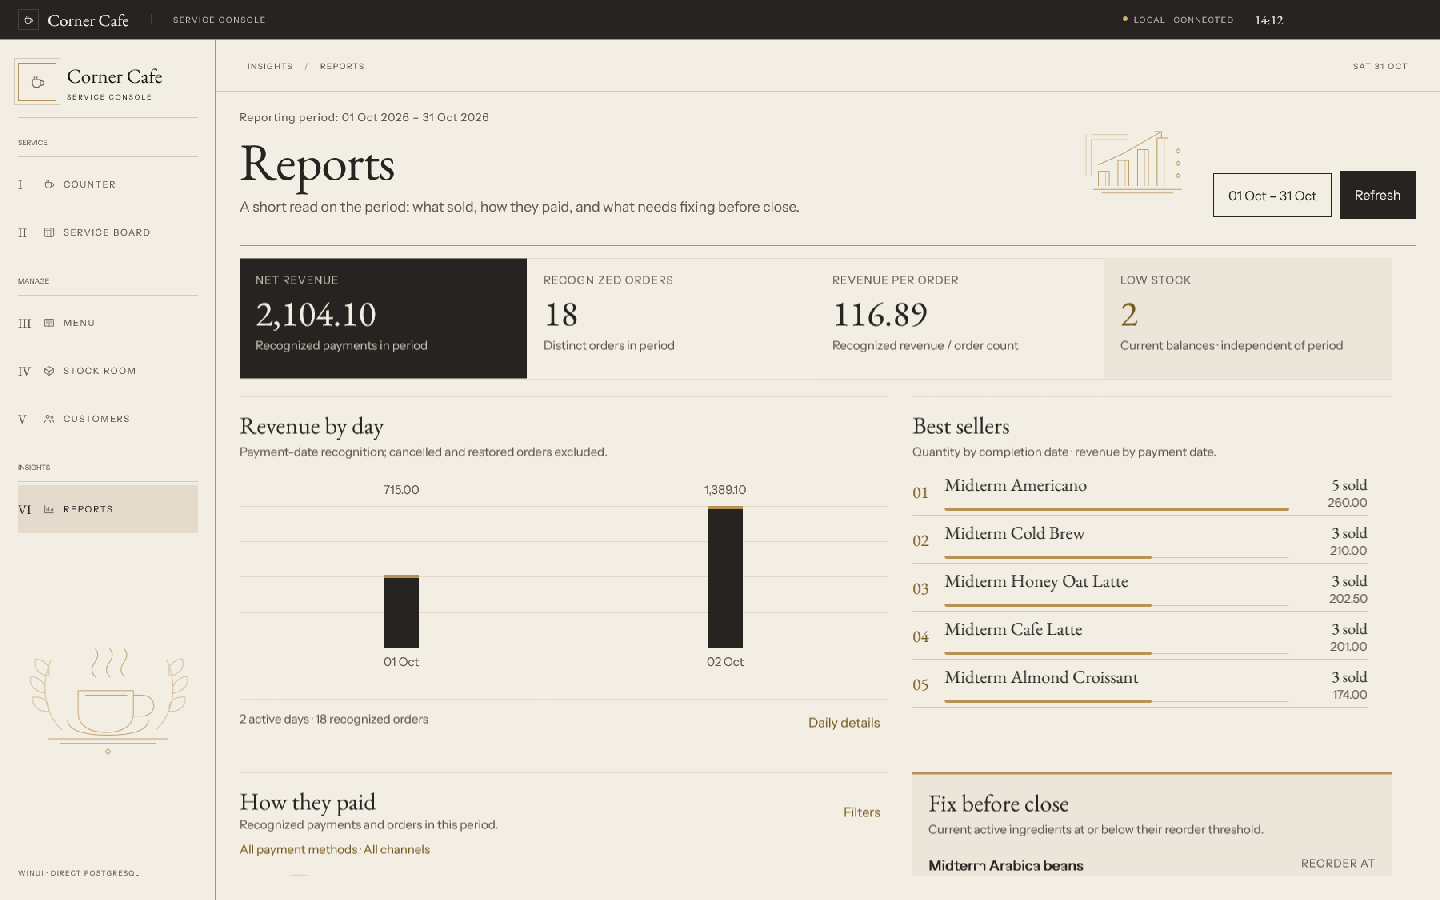 Corner Cafe
SERVICE CONSOLE
LOCAL · CONNECTED
14:12
Corner Cafe
SERVICE CONSOLE
SERVICE
I COUNTER
II SERVICE BOARD
MANAGE
III MENU
IV STOCK ROOM
V CUSTOMERS
INSIGHTS
VI REPORTS
WINUI · DIRECT POSTGRESQL
INSIGHTS / REPORTS
SAT 31 OCT
Reporting period: 01 Oct 2026 – 31 Oct 2026
Reports
A short read on the period: what sold, how they paid, and what needs fixing before close.
01 Oct – 31 Oct
Refresh
NET REVENUE
2,104.10
Recognized payments in period
RECOGNIZED ORDERS
18
Distinct orders in period
REVENUE PER ORDER
116.89
Recognized revenue / order count
LOW STOCK
2
Current balances · independent of period
Revenue by day
Payment-date recognition; cancelled and restored orders excluded.
715.00
1,389.10
01 Oct
02 Oct
2 active days · 18 recognized orders
Daily details
Best sellers
Quantity by completion date · revenue by payment date.
01 Midterm Americano 5 sold
260.00
02 Midterm Cold Brew 3 sold
210.00
03 Midterm Honey Oat Latte 3 sold
202.50
04 Midterm Cafe Latte 3 sold
201.00
05 Midterm Almond Croissant 3 sold
174.00
How they paid
Recognized payments and orders in this period.
Filters
All payment methods · All channels
Fix before close
Current active ingredients at or below their reorder threshold.
Midterm Arabica beans
REORDER AT